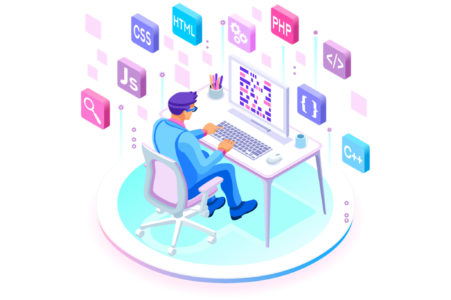 HTML
PHP
CSS
</>
Js
{ }
C++